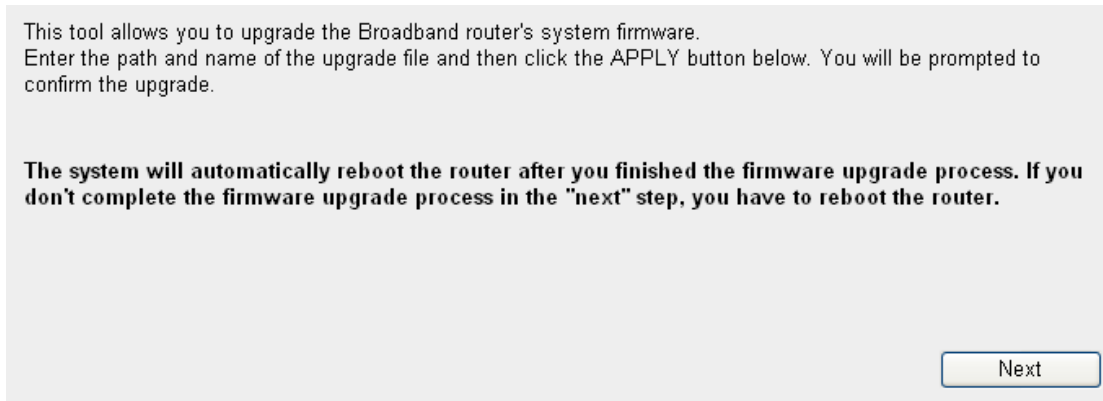 This tool allows you to upgrade the Broadband router's system firmware.
Enter the path and name of the upgrade file and then click the APPLY button below. You will be prompted to
confirm the upgrade.
The system will automatically reboot the router after you finished the firmware upgrade process. If you
don't complete the firmware upgrade process in the "next" step, you have to reboot the router.
Next